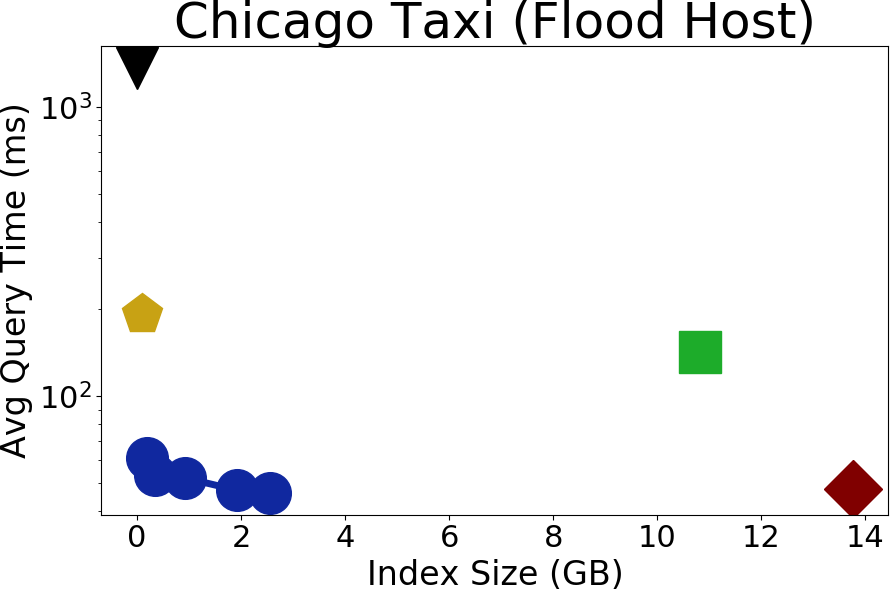 Chicago Taxi (Flood Host)
Avg Query Time (ms)
10³
10²
0 2 4 6 8 10 12 14
Index Size (GB)